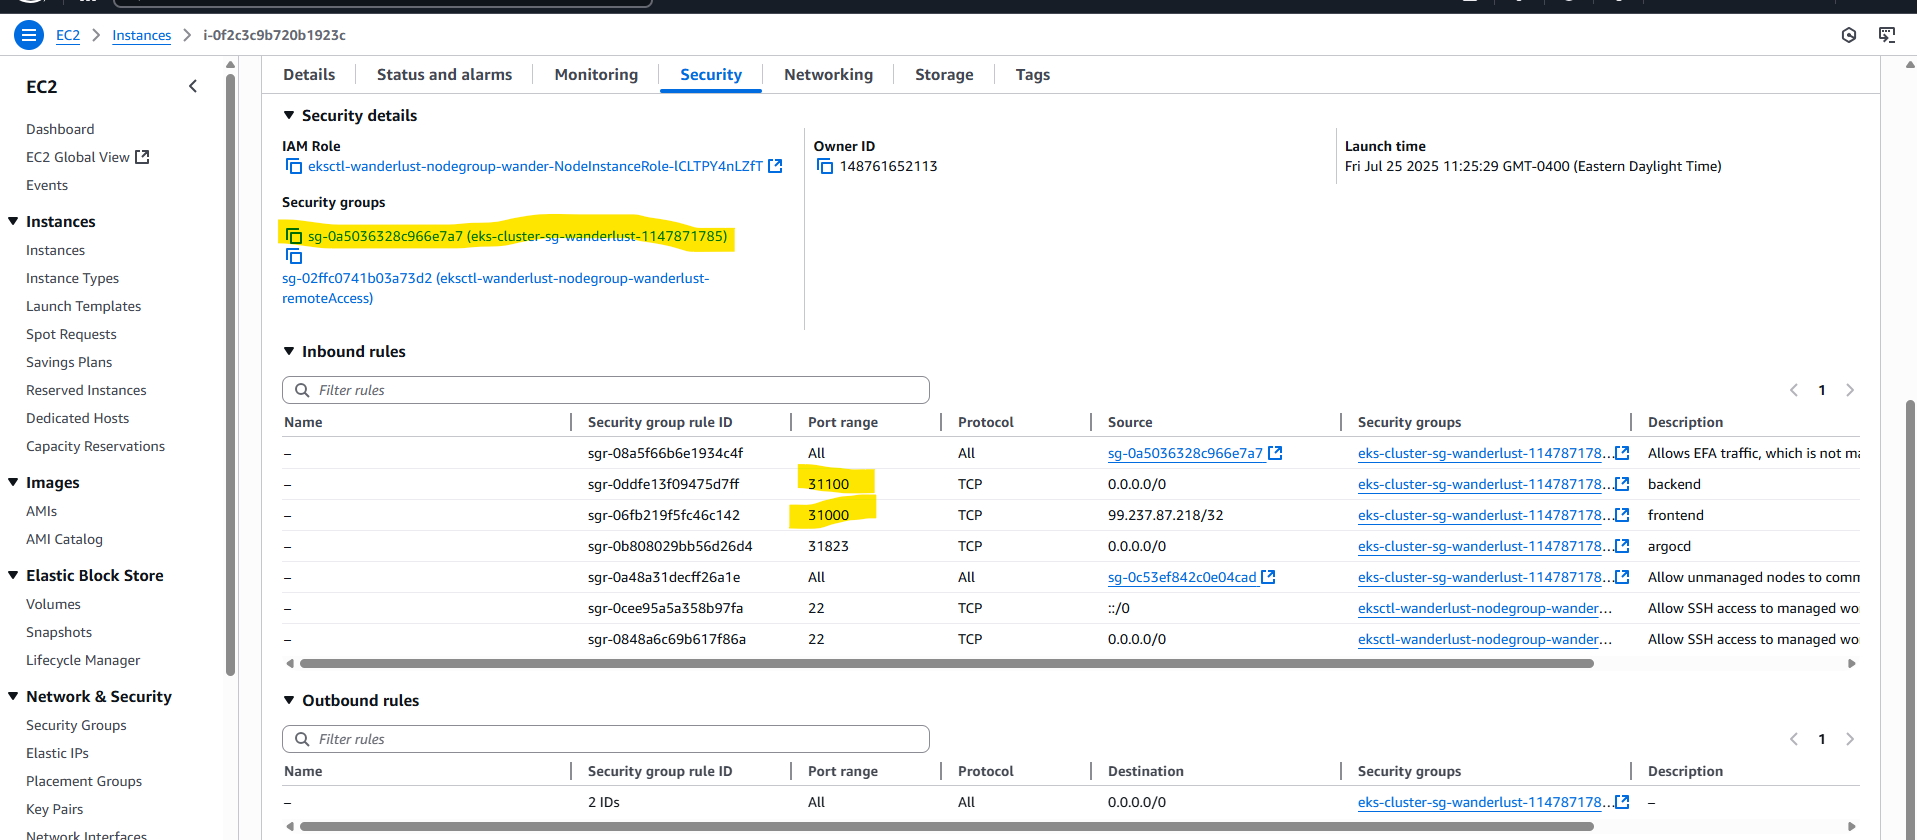 EC2 > Instances > i-0f2c3c9b720b1923c
EC2
Dashboard
EC2 Global View
Events
Instances
Instances
Instance Types
Launch Templates
Spot Requests
Savings Plans
Reserved Instances
Dedicated Hosts
Capacity Reservations
Images
AMIs
AMI Catalog
Elastic Block Store
Volumes
Snapshots
Lifecycle Manager
Network & Security
Security Groups
Elastic IPs
Placement Groups
Key Pairs
Network Interfaces
Details Status and alarms Monitoring Security Networking Storage Tags
Security details
IAM Role
eksctl-wanderlust-nodegroup-wander-NodeInstanceRole-lCLTPY4nLZfT
Owner ID
148761652113
Launch time
Fri Jul 25 2025 11:25:29 GMT-0400 (Eastern Daylight Time)
Security groups
sg-0a5036328c966e7a7 (eks-cluster-sg-wanderlust-1147871785)
sg-02ffc0741b03a73d2 (eksctl-wanderlust-nodegroup-wanderlust-
remoteAccess)
Inbound rules
Filter rules
1
Name Security group rule ID Port range Protocol Source Security groups Description
– sgr-08a5f66b6e1934c4f All All sg-0a5036328c966e7a7 eks-cluster-sg-wanderlust-114787178... Allows EFA traffic, which is not ma
– sgr-0ddfe13f09475d7ff 31100 TCP 0.0.0.0/0 eks-cluster-sg-wanderlust-114787178... backend
– sgr-06fb219f5fc46c142 31000 TCP 99.237.87.218/32 eks-cluster-sg-wanderlust-114787178... frontend
– sgr-0b808029bb56d26d4 31823 TCP 0.0.0.0/0 eks-cluster-sg-wanderlust-114787178... argocd
– sgr-0a48a31decff26a1e All All sg-0c53ef842c0e04cad eks-cluster-sg-wanderlust-114787178... Allow unmanaged nodes to comm
– sgr-0cee95a5a358b97fa 22 TCP ::/0 eksctl-wanderlust-nodegroup-wander... Allow SSH access to managed wo
– sgr-0848a6c69b617f86a 22 TCP 0.0.0.0/0 eksctl-wanderlust-nodegroup-wander... Allow SSH access to managed wo
Outbound rules
Filter rules
1
Name Security group rule ID Port range Protocol Destination Security groups Description
– 2 IDs All All 0.0.0.0/0 eks-cluster-sg-wanderlust-114787178... –